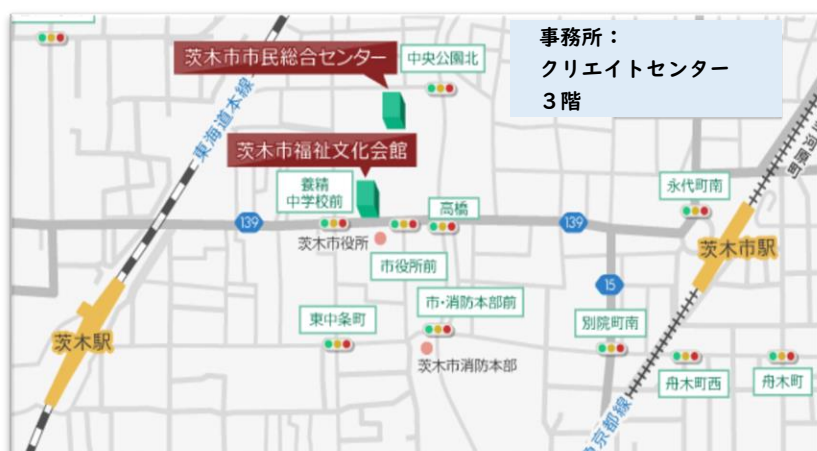 事務所：
クリエイトセンター
３階
茨木市市民総合センター
中央公園北
東海道本線
茨木市福祉文化会館
養精
中学校前
高橋
永代町南
139
139
茨木市役所
市役所前
茨木市駅
15
東中条町
市・消防本部前
別院町南
茨木駅
茨木市消防本部
舟木町西
舟木町
京都線